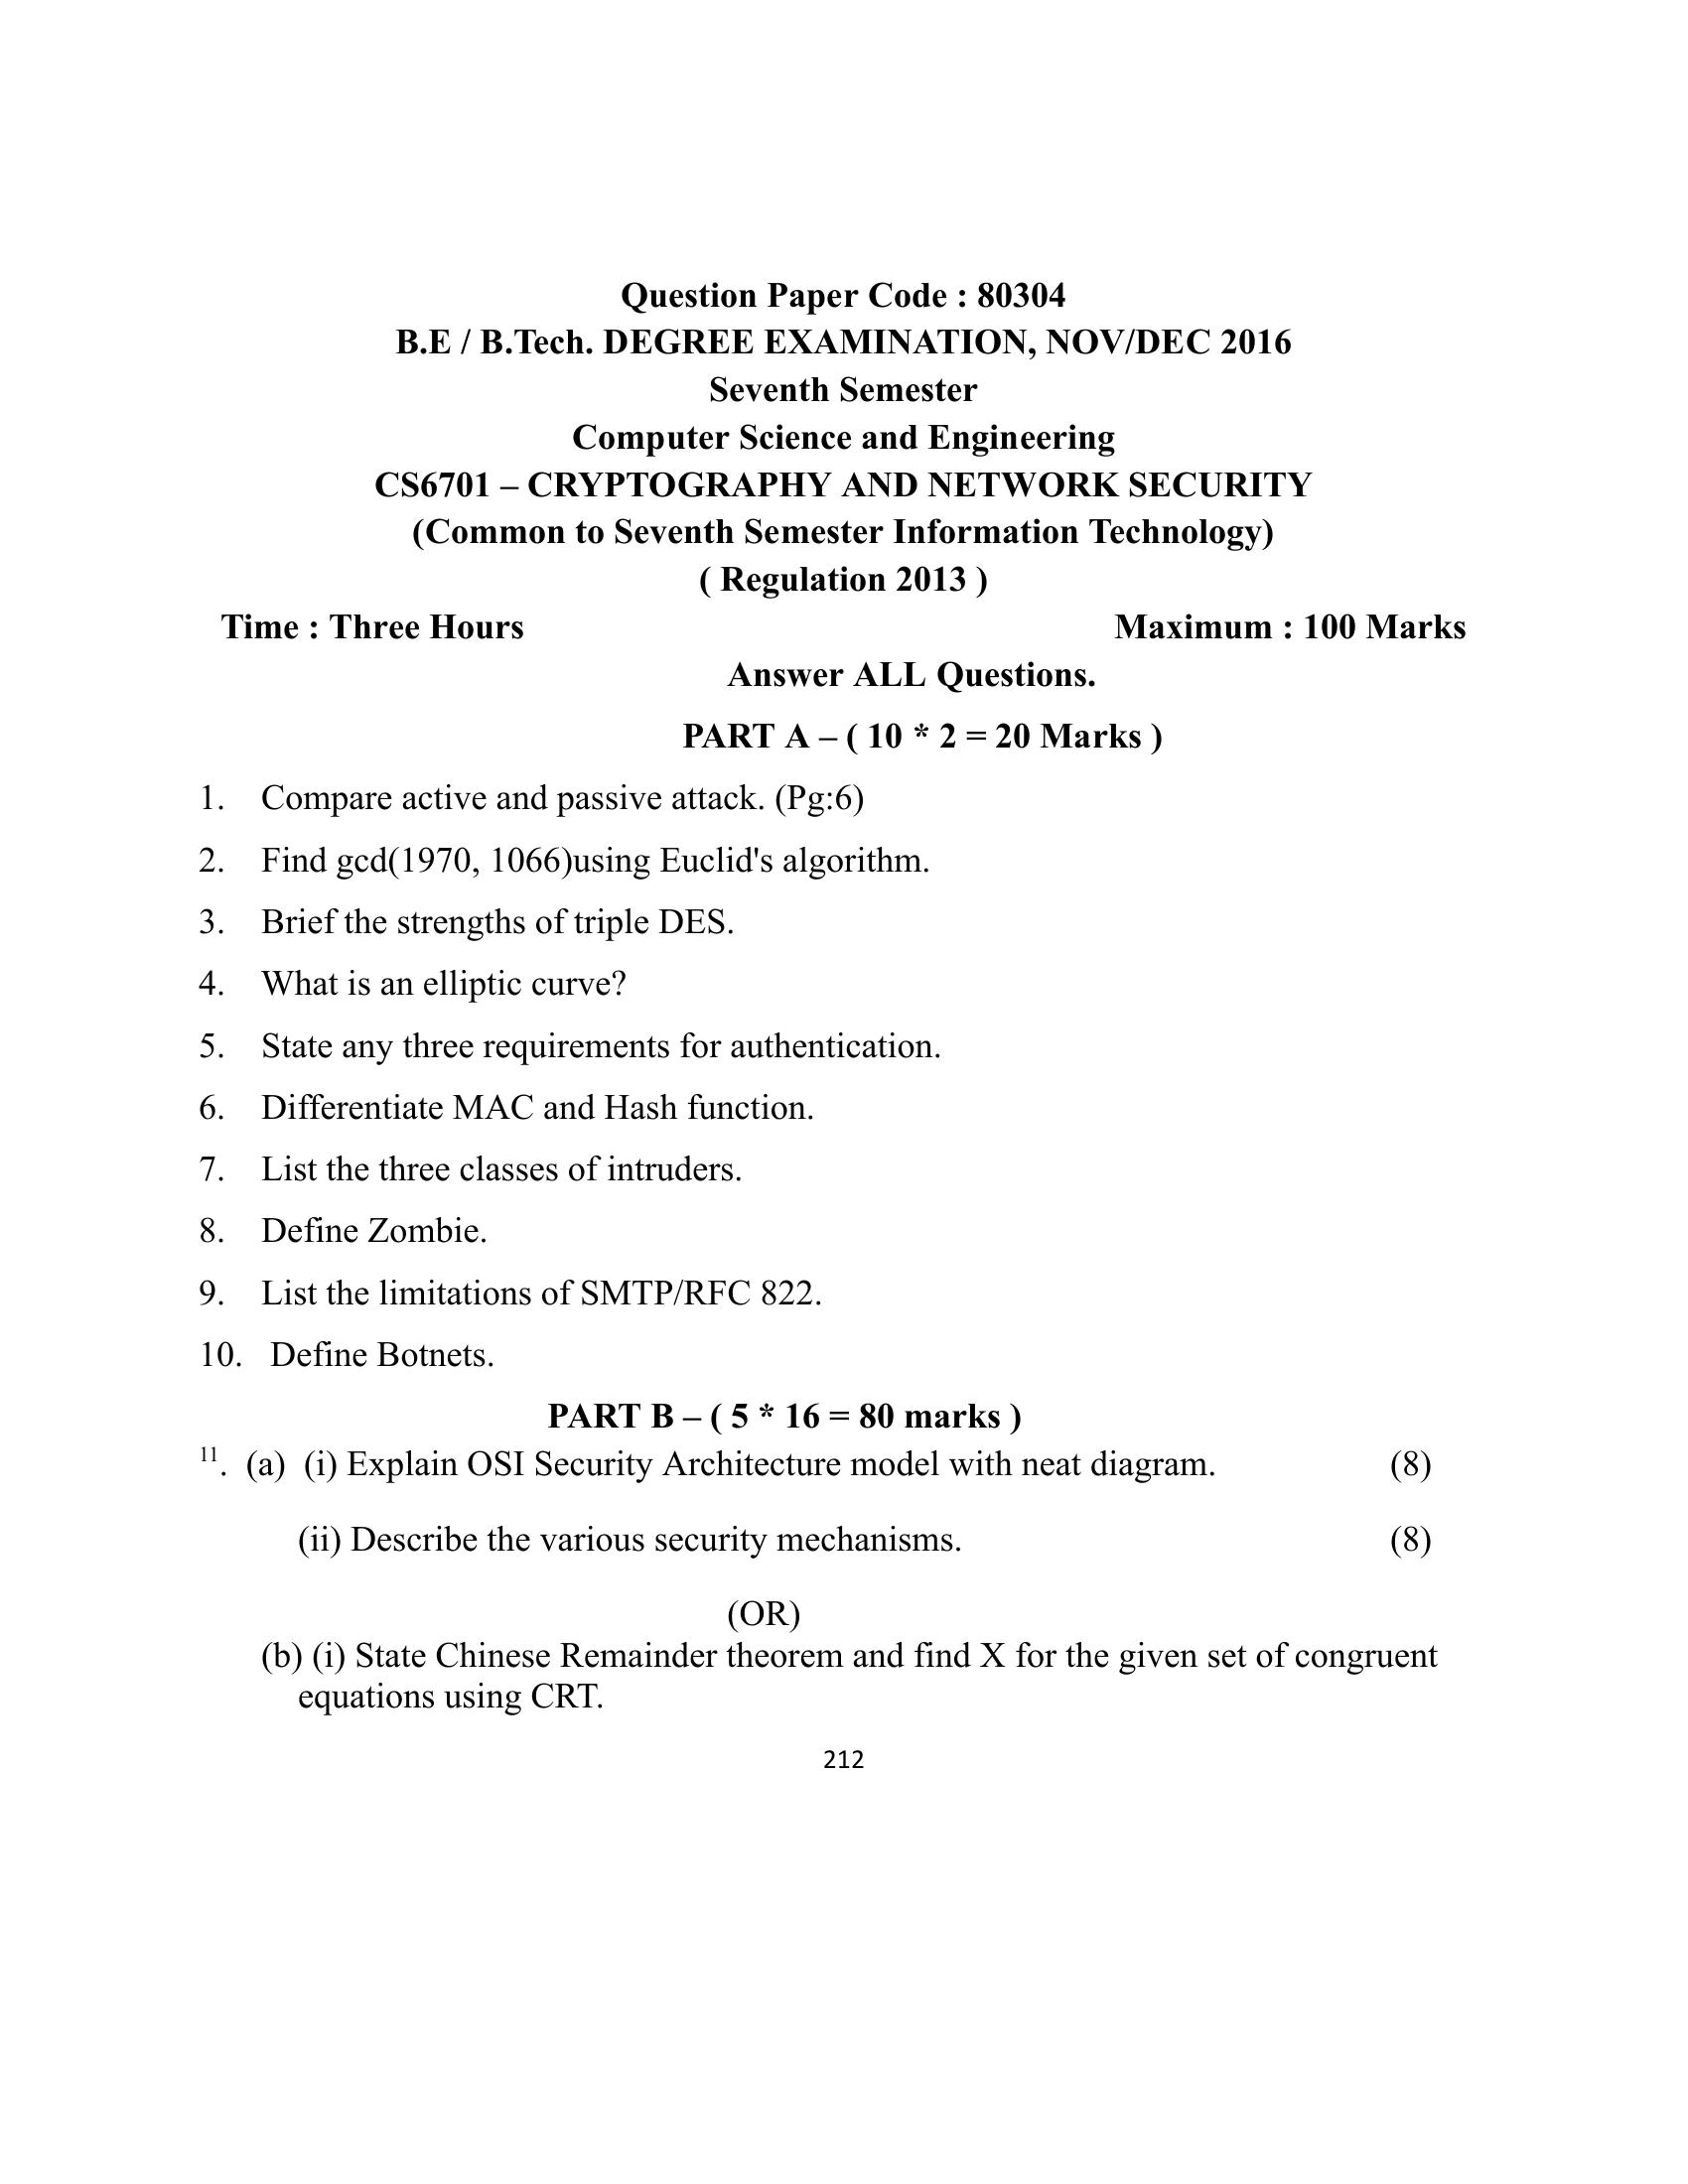 Question Paper Code : 80304
B.E / B.Tech. DEGREE EXAMINATION, NOV/DEC 2016
Seventh Semester
Computer Science and Engineering
CS6701 – CRYPTOGRAPHY AND NETWORK SECURITY
(Common to Seventh Semester Information Technology)
( Regulation 2013 )
Time : Three Hours Maximum : 100 Marks
Answer ALL Questions.
PART A – ( 10 * 2 = 20 Marks )
1. Compare active and passive attack. (Pg:6)
2. Find gcd(1970, 1066)using Euclid's algorithm.
3. Brief the strengths of triple DES.
4. What is an elliptic curve?
5. State any three requirements for authentication.
6. Differentiate MAC and Hash function.
7. List the three classes of intruders.
8. Define Zombie.
9. List the limitations of SMTP/RFC 822.
10. Define Botnets.
PART B – ( 5 * 16 = 80 marks )
11. (a) (i) Explain OSI Security Architecture model with neat diagram. (8)
(ii) Describe the various security mechanisms. (8)
(OR)
(b) (i) State Chinese Remainder theorem and find X for the given set of congruent
equations using CRT.
212